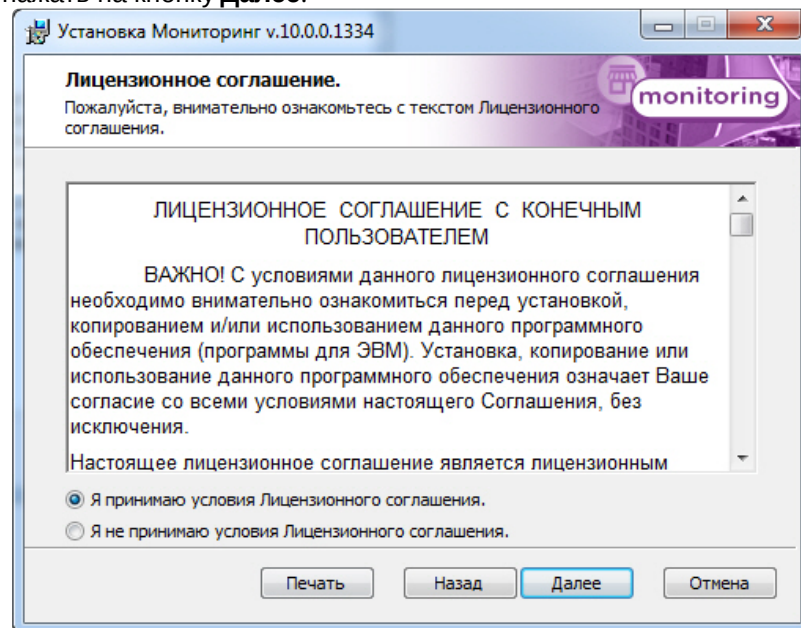 нажать на кнопку Далее.
Установка Мониторинг v.10.0.0.1334
Лицензионное соглашение.
Пожалуйста, внимательно ознакомьтесь с текстом Лицензионного
соглашения.
monitoring
ЛИЦЕНЗИОННОЕ СОГЛАШЕНИЕ С КОНЕЧНЫМ
ПОЛЬЗОВАТЕЛЕМ
ВАЖНО! С условиями данного лицензионного соглашения
необходимо внимательно ознакомиться перед установкой,
копированием и/или использованием данного программного
обеспечения (программы для ЭВМ). Установка, копирование или
использование данного программного обеспечения означает Ваше
согласие со всеми условиями настоящего Соглашения, без
исключения.
Настоящее лицензионное соглашение является лицензионным
Я принимаю условия Лицензионного соглашения.
Я не принимаю условия Лицензионного соглашения.
Печать Назад Далее Отмена